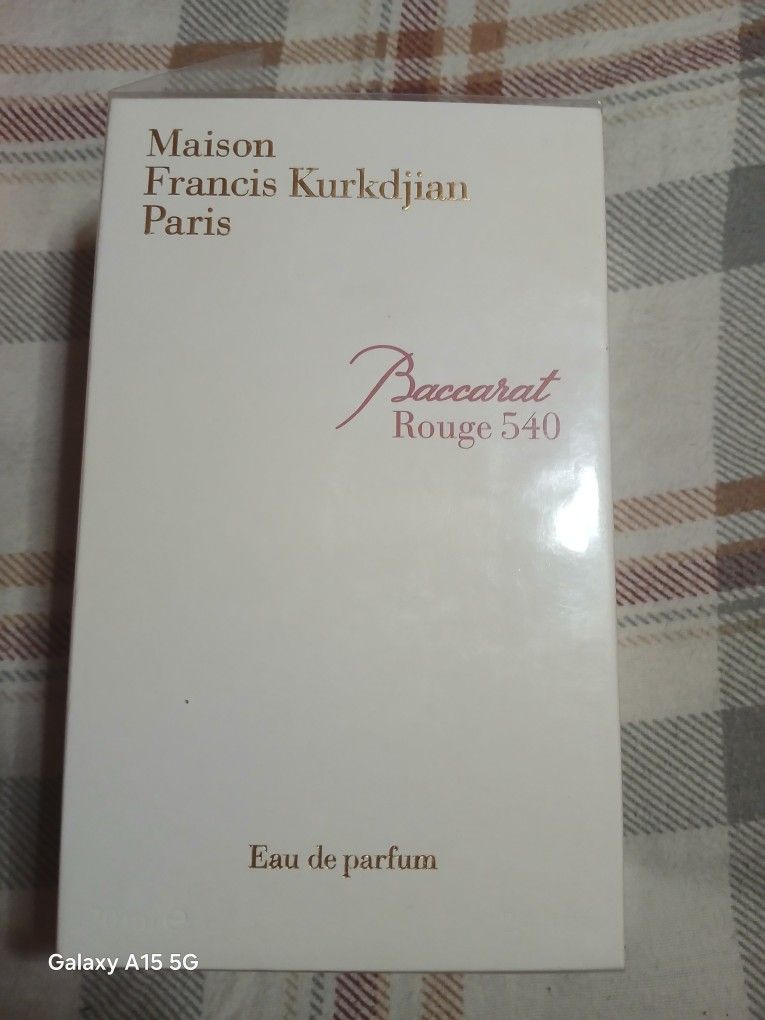 Maison
Francis Kurkdjian
Paris
Baccarat
Rouge 540
Eau de parfum
Galaxy A15 5G